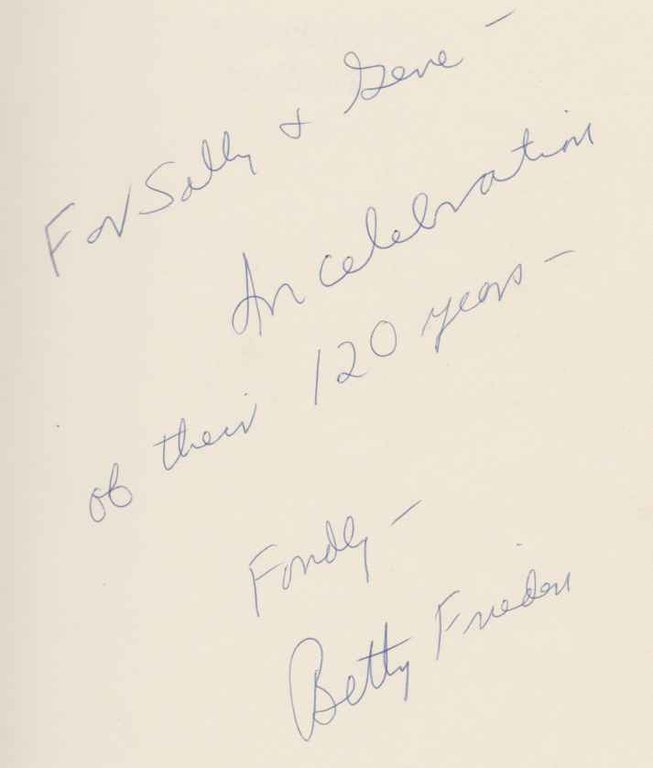 For Sally & Gene -
In celebration
of their 120 years -
Fondly -
Betty Friedan